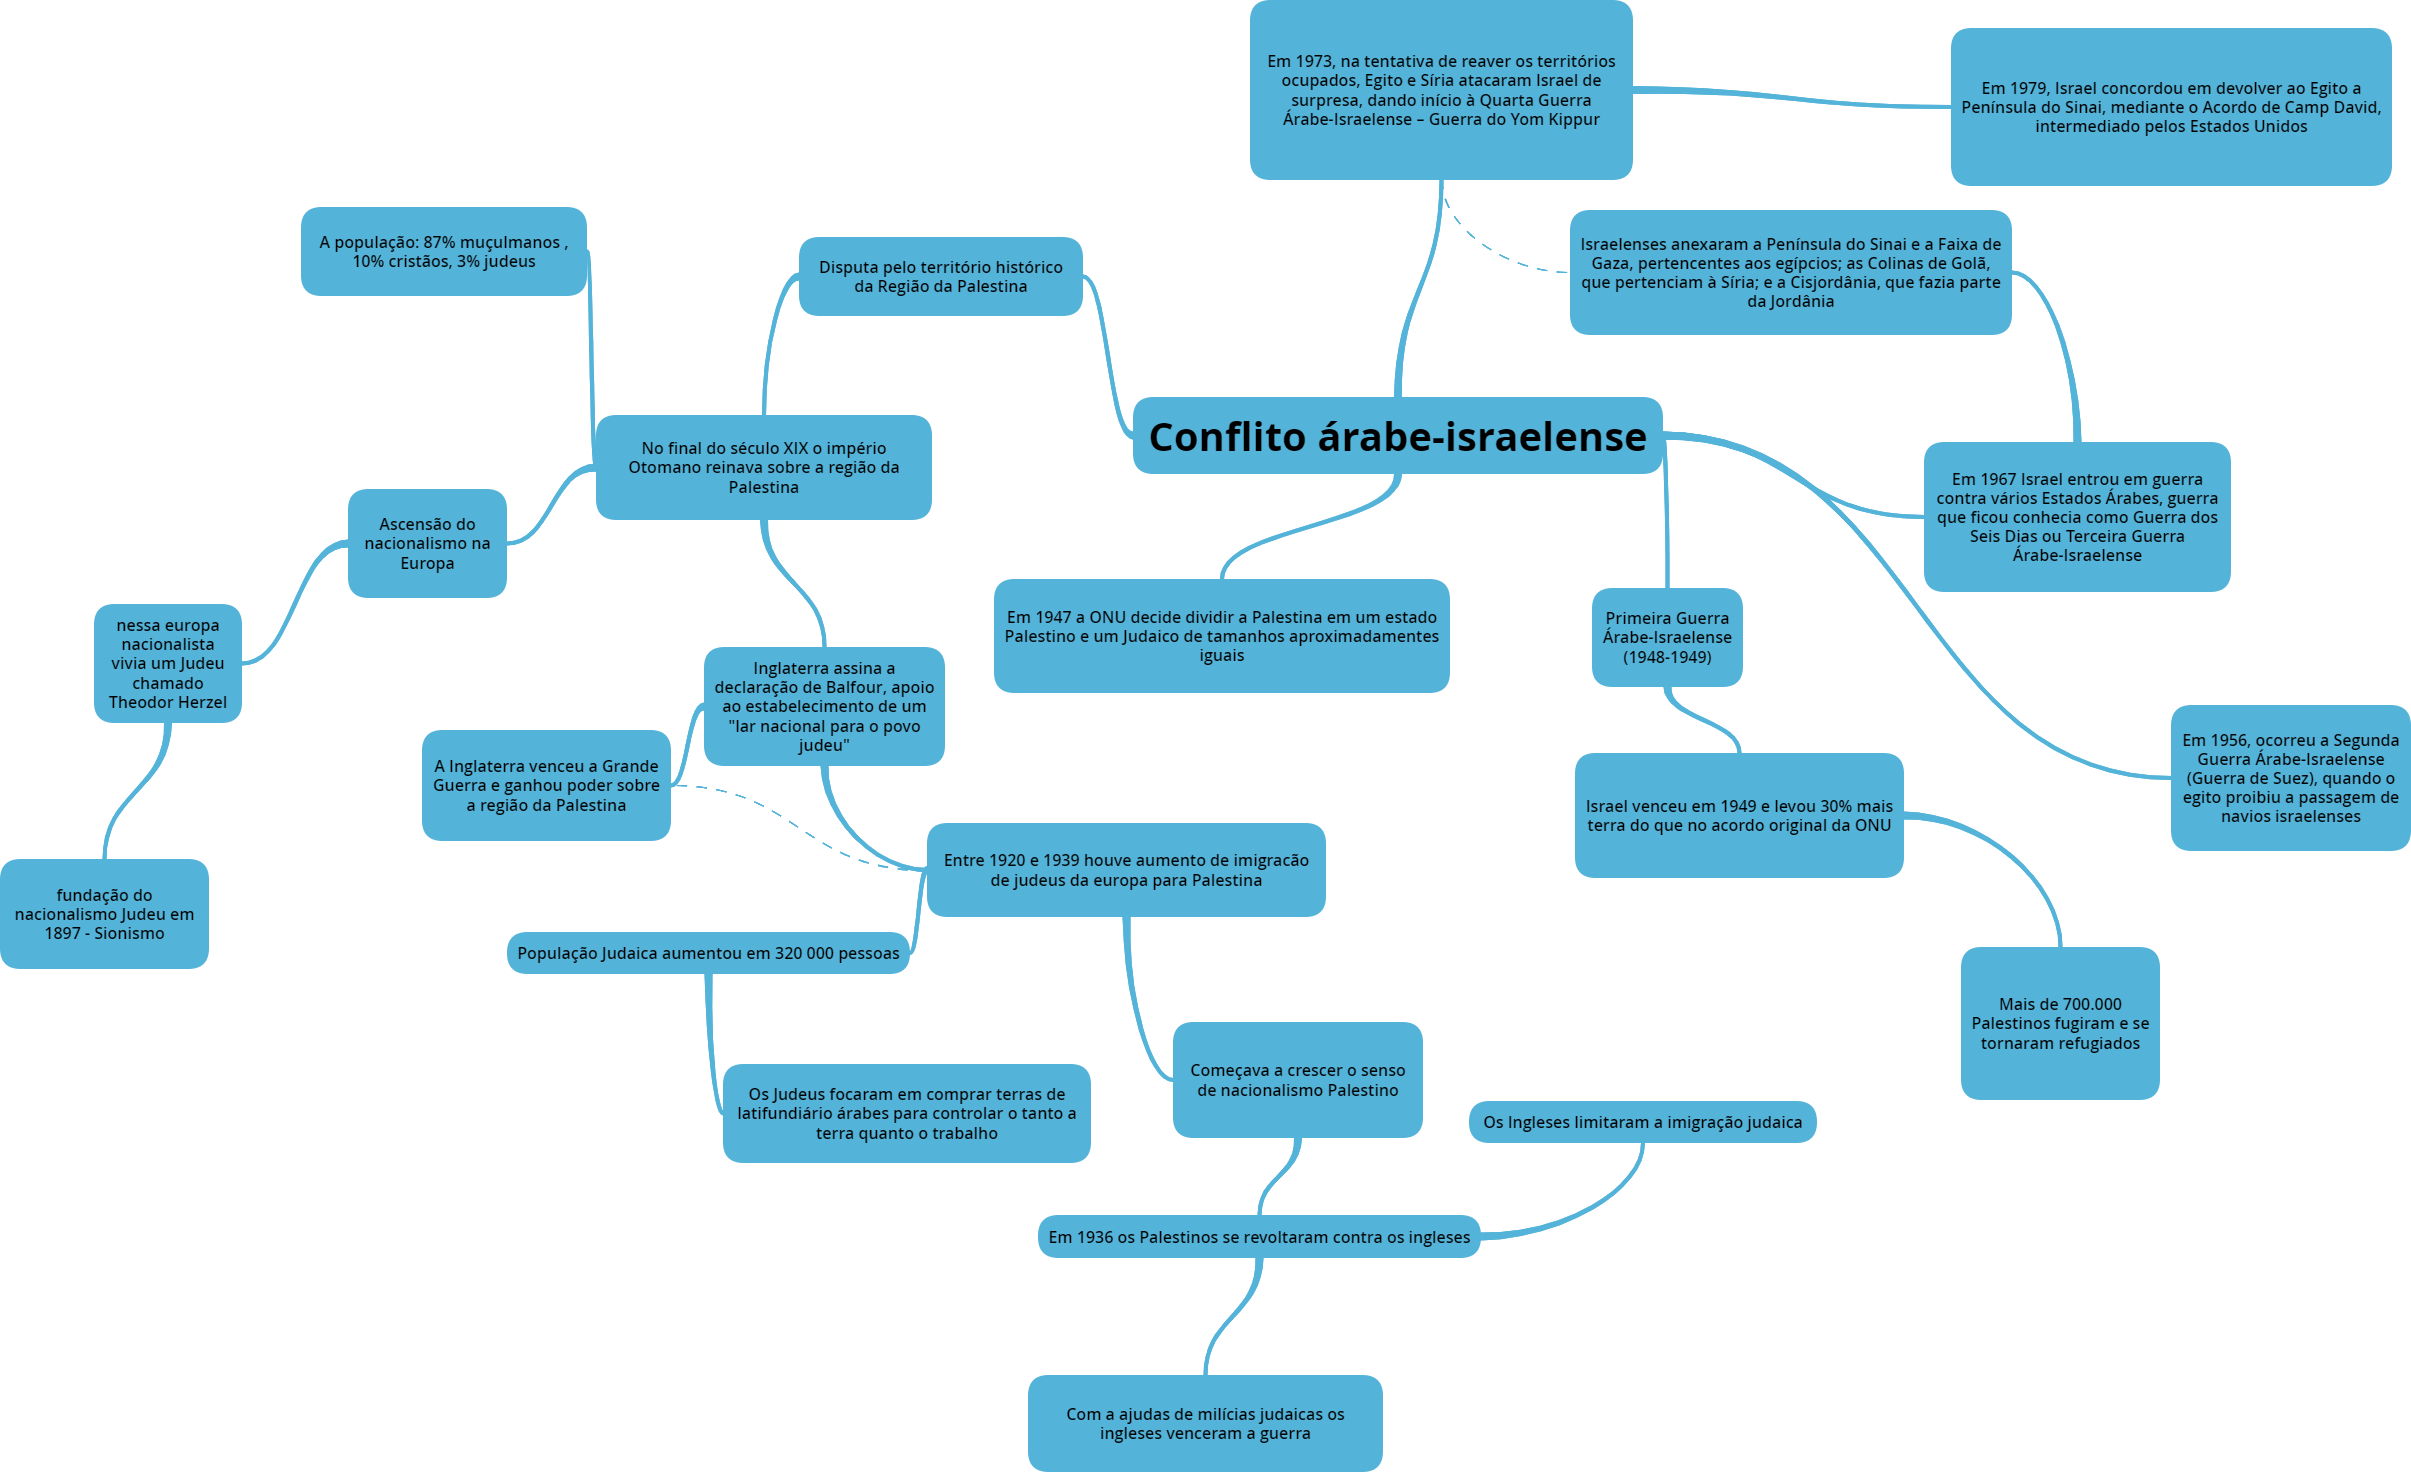 Em 1973, na tentativa de reaver os territórios
ocupados, Egito e Síria atacaram Israel de
surpresa, dando início à Quarta Guerra
Árabe-Israelense – Guerra do Yom Kippur
Em 1979, Israel concordou em devolver ao Egito a
Península do Sinai, mediante o Acordo de Camp David,
intermediado pelos Estados Unidos
A população: 87% muçulmanos ,
10% cristãos, 3% judeus
Disputa pelo território histórico
da Região da Palestina
Israelenses anexaram a Península do Sinai e a Faixa de
Gaza, pertencentes aos egípcios; as Colinas de Golã,
que pertenciam à Síria; e a Cisjordânia, que fazia parte
da Jordânia
Conflito árabe-israelense
No final do século XIX o império
Otomano reinava sobre a região da
Palestina
Em 1967 Israel entrou em guerra
contra vários Estados Árabes, guerra
que ficou conhecia como Guerra dos
Seis Dias ou Terceira Guerra
Árabe-Israelense
Ascensão do
nacionalismo na
Europa
Em 1947 a ONU decide dividir a Palestina em um estado
Palestino e um Judaico de tamanhos aproximadamentes
iguais
Primeira Guerra
Árabe-Israelense
(1948-1949)
nessa europa
nacionalista
vivia um Judeu
chamado
Theodor Herzel
Inglaterra assina a
declaração de Balfour, apoio
ao estabelecimento de um
"lar nacional para o povo
judeu"
Em 1956, ocorreu a Segunda
Guerra Árabe-Israelense
(Guerra de Suez), quando o
egito proibiu a passagem de
navios israelenses
A Inglaterra venceu a Grande
Guerra e ganhou poder sobre
a região da Palestina
Israel venceu em 1949 e levou 30% mais
terra do que no acordo original da ONU
Entre 1920 e 1939 houve aumento de imigracão
de judeus da europa para Palestina
fundação do
nacionalismo Judeu em
1897 - Sionismo
População Judaica aumentou em 320 000 pessoas
Mais de 700.000
Palestinos fugiram e se
tornaram refugiados
Começava a crescer o senso
de nacionalismo Palestino
Os Judeus focaram em comprar terras de
latifundiário árabes para controlar o tanto a
terra quanto o trabalho
Os Ingleses limitaram a imigração judaica
Em 1936 os Palestinos se revoltaram contra os ingleses
Com a ajudas de milícias judaicas os
ingleses venceram a guerra